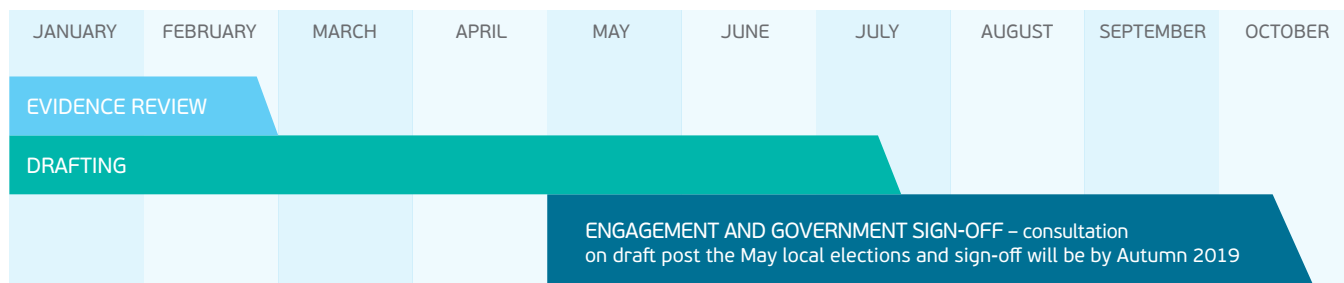 JANUARY FEBRUARY MARCH APRIL MAY JUNE JULY AUGUST SEPTEMBER OCTOBER
EVIDENCE REVIEW
DRAFTING
ENGAGEMENT AND GOVERNMENT SIGN-OFF – consultation
on draft post the May local elections and sign-off will be by Autumn 2019